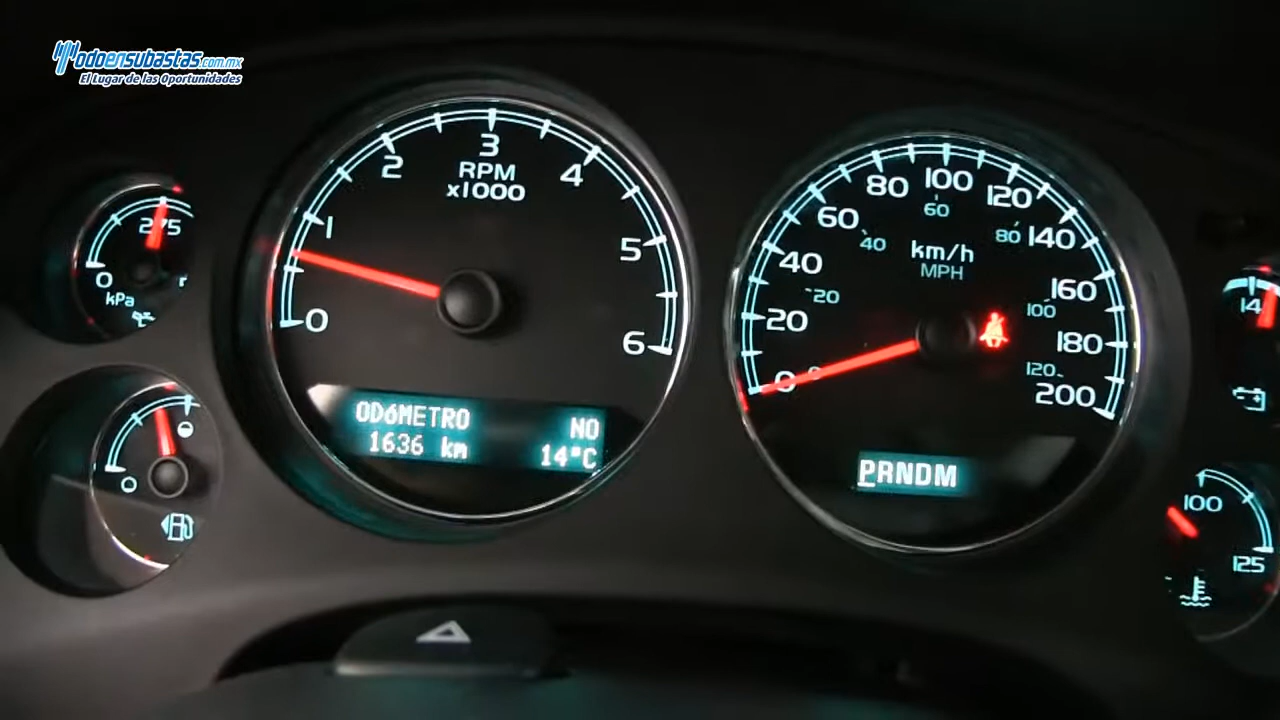 Todoensubastas.com.mx
El Lugar de las Oportunidades
275
0
kPa
0 1 2 3 4 5 6
RPM
x1000
ODóMETRO NO
1636 km 14°C
0 20 40 60 80 100 120 140 160 180 200
0 20 40 60 80 100 120
km/h
MPH
PRNDM
14
100
125